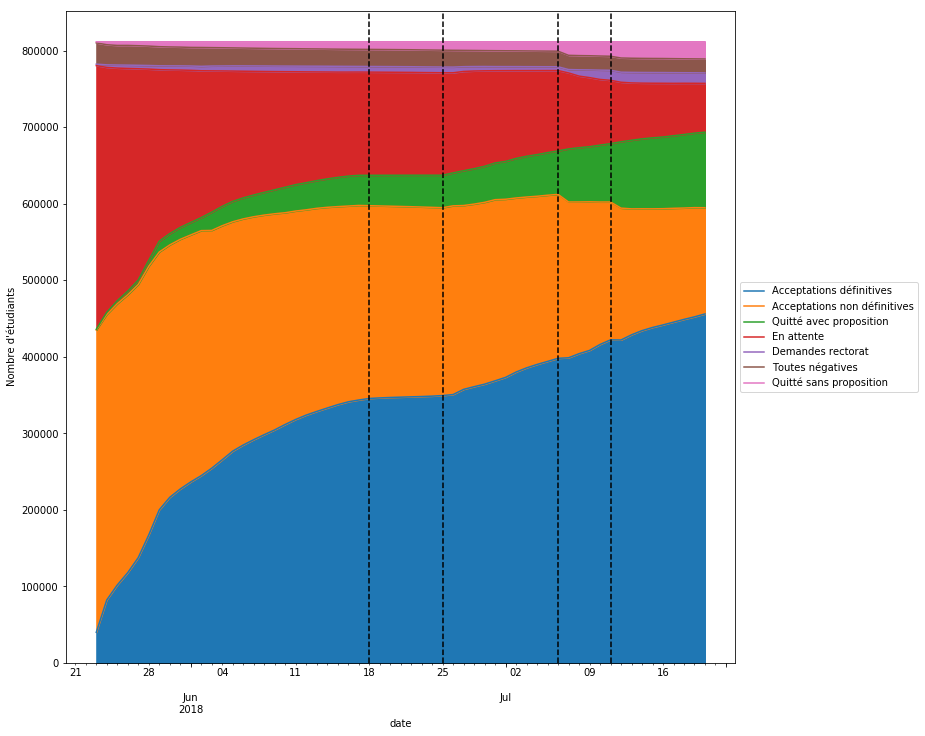 800000
700000
600000
500000
400000
300000
200000
100000
0
Nombre d'étudiants
21 28 04 11 18 25 02 09 16
Jun Jul
2018
date
Acceptations définitives
Acceptations non définitives
Quitté avec proposition
En attente
Demandes rectorat
Toutes négatives
Quitté sans proposition